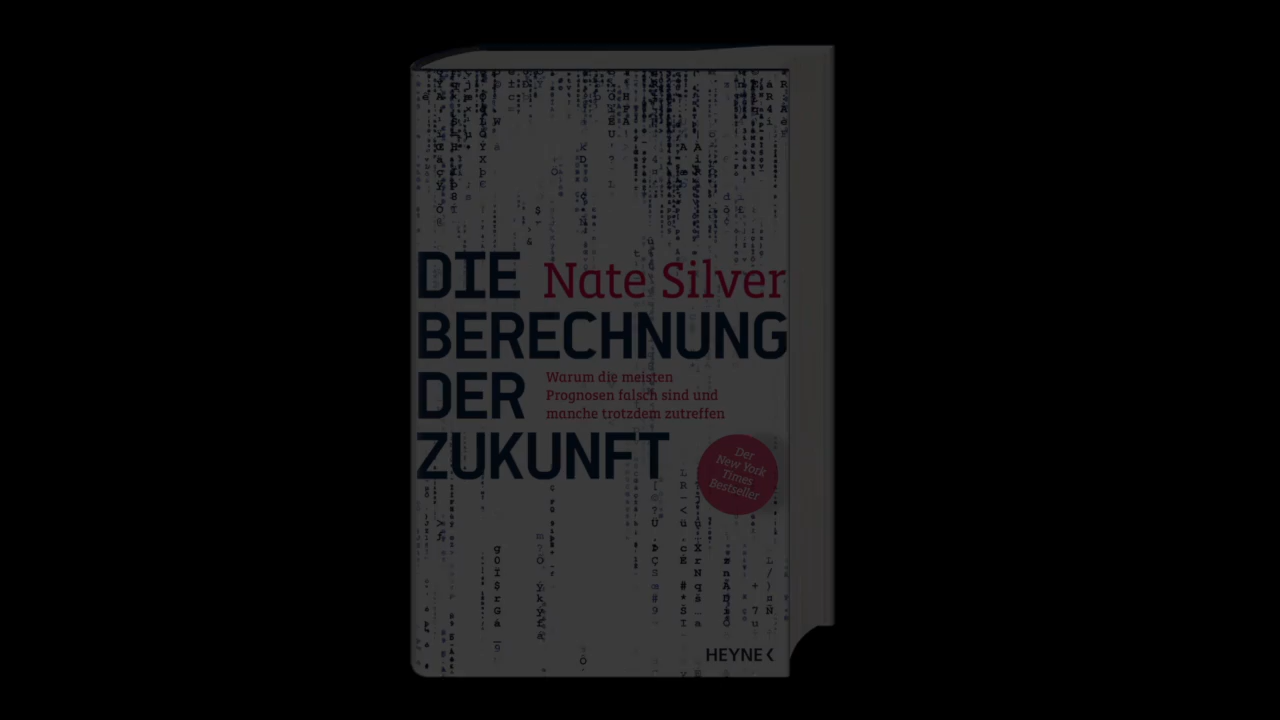 DIE
Nate Silver
BERECHNUNG
DER
Warum die meisten
Prognosen falsch sind und
manche trotzdem zutreffen
ZUKUNFT
Der
New York
Times
Bestseller
HEYNE